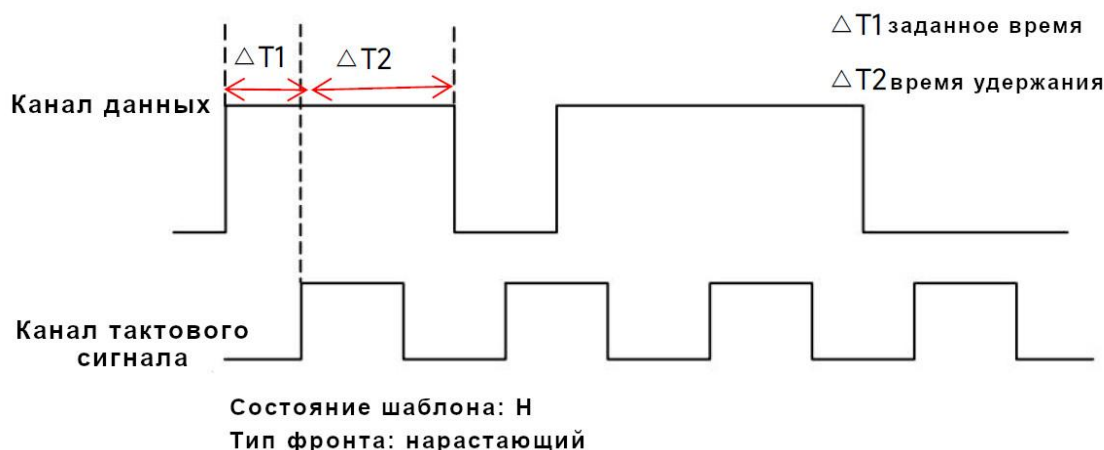 △T1 заданное время
△T1
△T2
△T2 время удержания
Канал данных
Канал тактового
сигнала
Состояние шаблона: H
Тип фронта: нарастающий